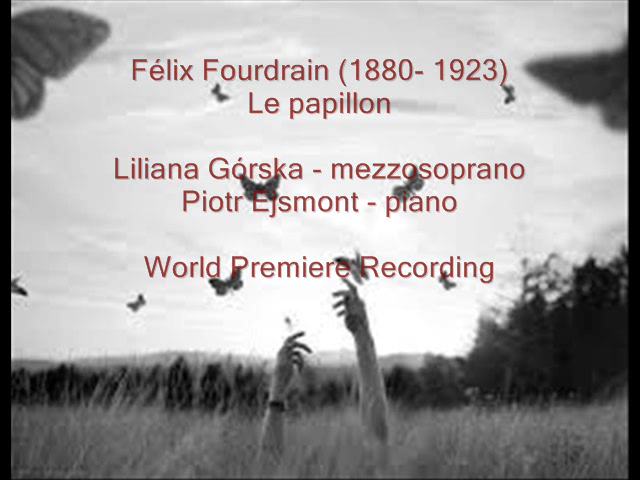 Félix Fourdrain (1880- 1923)
Le papillon
Liliana Górska - mezzosoprano
Piotr Ejsmont - piano
World Premiere Recording